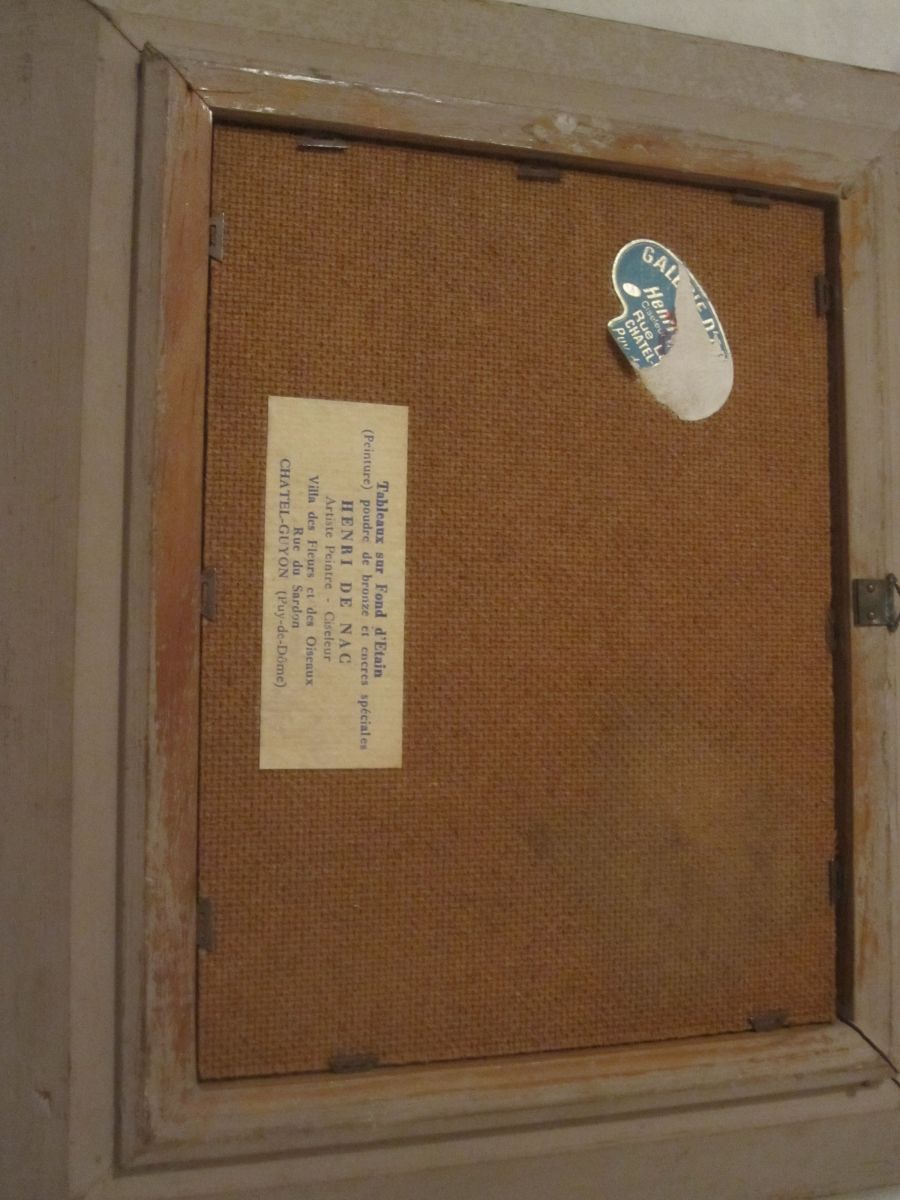 Tableaux sur Fond d'Etain
(Peinture) poudre de bronze et encres spéciales
HENRI DE NAC
Artiste Peintre - Ciseleur
Villa des Fleurs et des Oiseaux
Rue du Sardon
CHATEL-GUYON (Puy-de-Dôme)
Henri
Rue L
CHATEL-